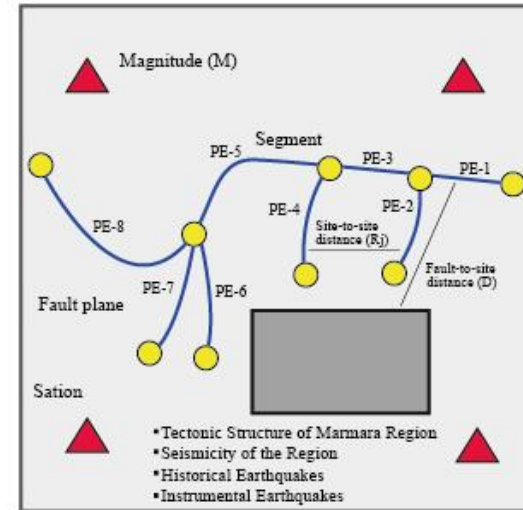 Magnitude (M)
Segment
PE-5
PE-3
PE-1
PE-4
PE-2
Site-to-site
distance (Rj)
PE-8
Fault-to-site
distance (D)
PE-7
PE-6
Fault plane
Sation
▪Tectonic Structure of Marmara Region
▪Seismicity of the Region
▪Historical Earthquakes
▪Instrumental Earthquakes